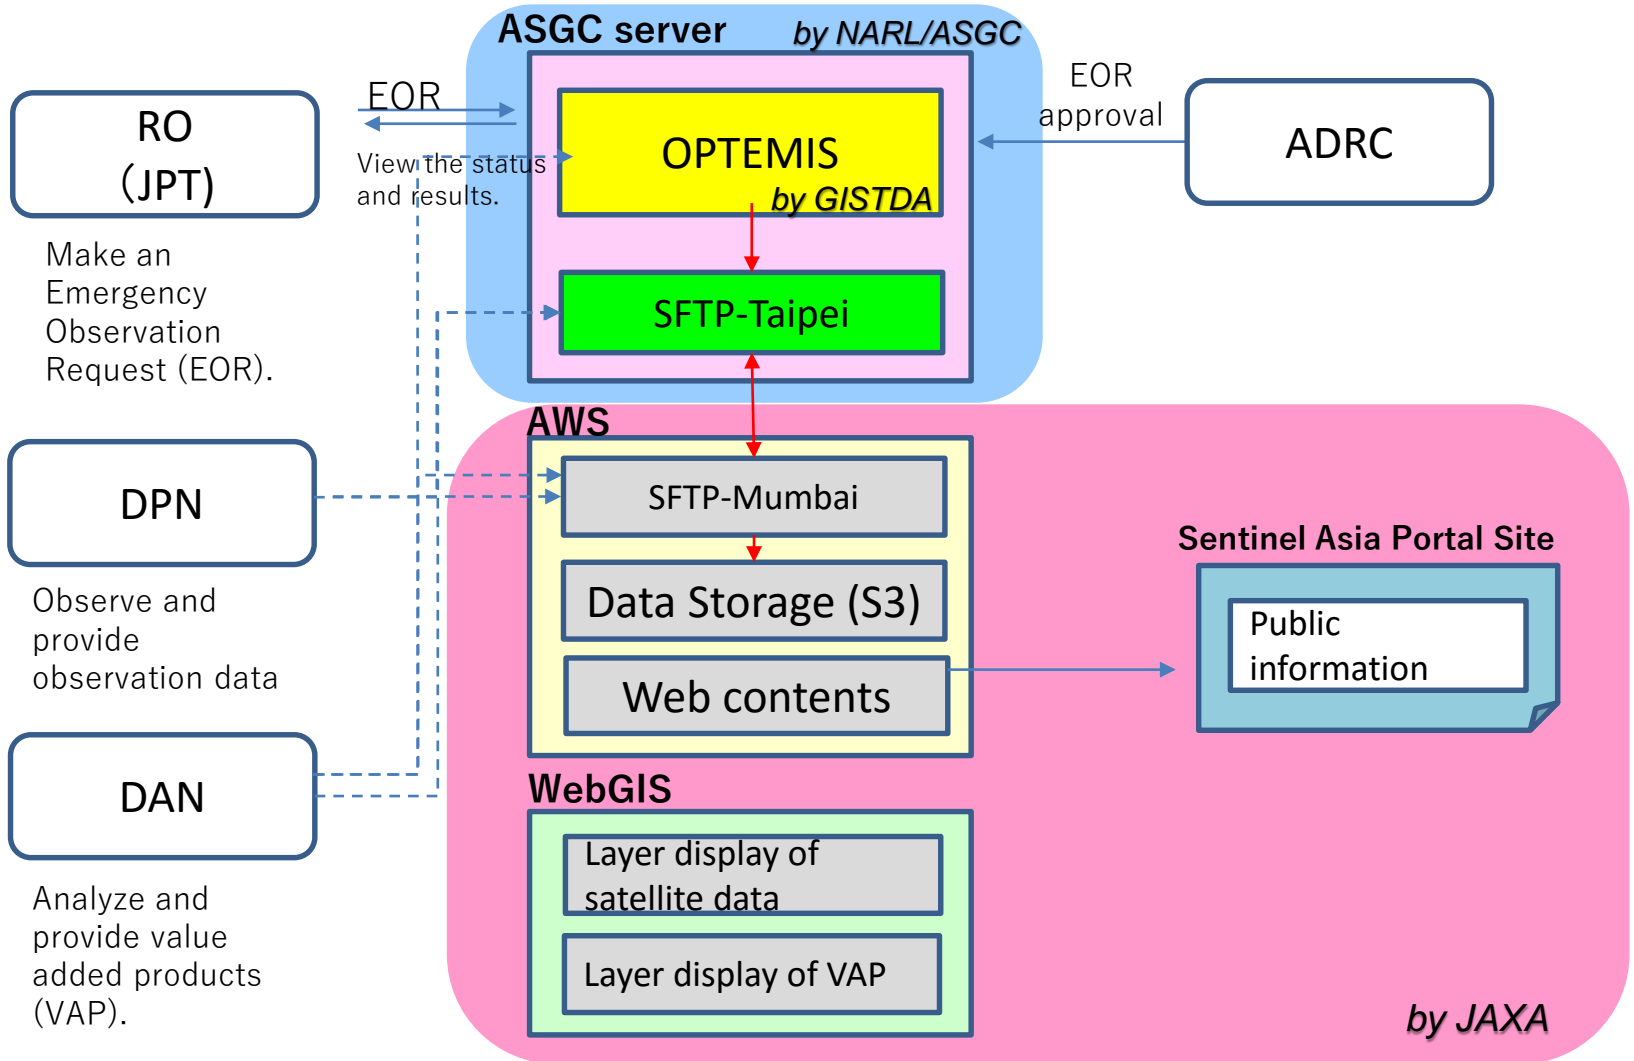 ASGC server
by NARL/ASGC
RO
（JPT)
EOR
View the status
and results.
OPTEMIS
by GISTDA
EOR
approval
ADRC
Make an
Emergency
Observation
Request (EOR).
SFTP-Taipei
AWS
DPN
SFTP-Mumbai
Observe and
provide
observation data
Data Storage (S3)
Web contents
Sentinel Asia Portal Site
Public
information
DAN
WebGIS
Layer display of
satellite data
Layer display of VAP
Analyze and
provide value
added products
(VAP).
by JAXA